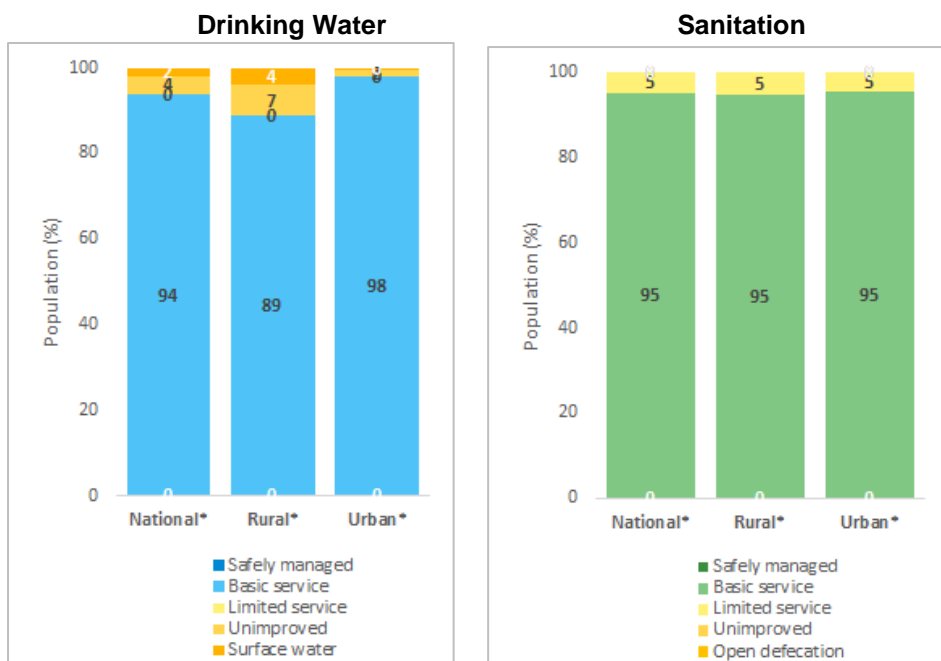 Drinking Water
100
80
60
40
20
0
Population (%)
2
4
0
94
0
4
7
0
89
0
0
98
0
National* Rural* Urban*
Safely managed
Basic service
Limited service
Unimproved
Surface water
Sanitation
100
80
60
40
20
0
Population (%)
5
95
0
5
95
0
5
95
0
National* Rural* Urban*
Safely managed
Basic service
Limited service
Unimproved
Open defecation